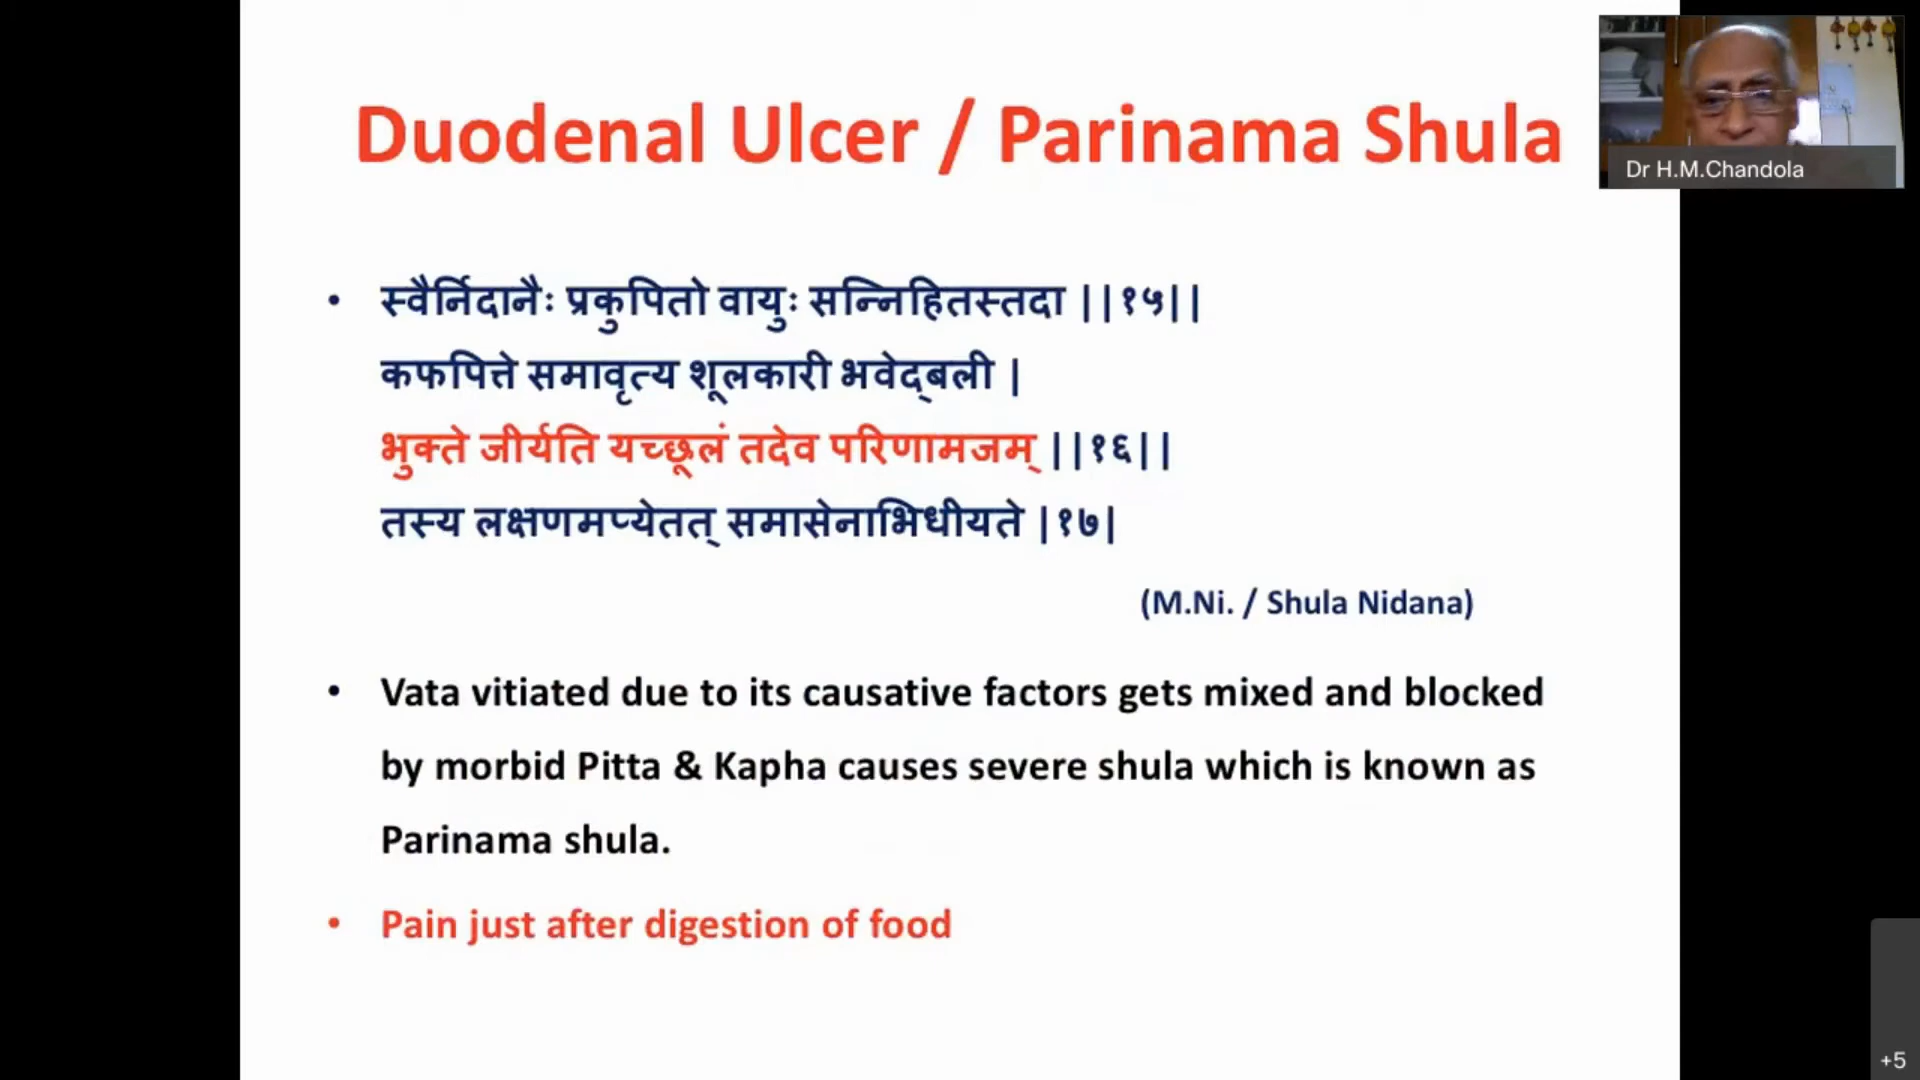 Duodenal Ulcer / Parinama Shula
Dr H.M.Chandola
• स्वैर्निदानैः प्रकुपितो वायुः सन्निहितस्तदा ||१५||
कफपित्ते समावृत्य शूलकारी भवेद्बली |
भुक्ते जीर्यति यच्छूलं तदेव परिणामजम् ||१६||
तस्य लक्षणमप्येतत् समासेनाभिधीयते |१७|
(M.Ni. / Shula Nidana)
• Vata vitiated due to its causative factors gets mixed and blocked
by morbid Pitta & Kapha causes severe shula which is known as
Parinama shula.
• Pain just after digestion of food
+5